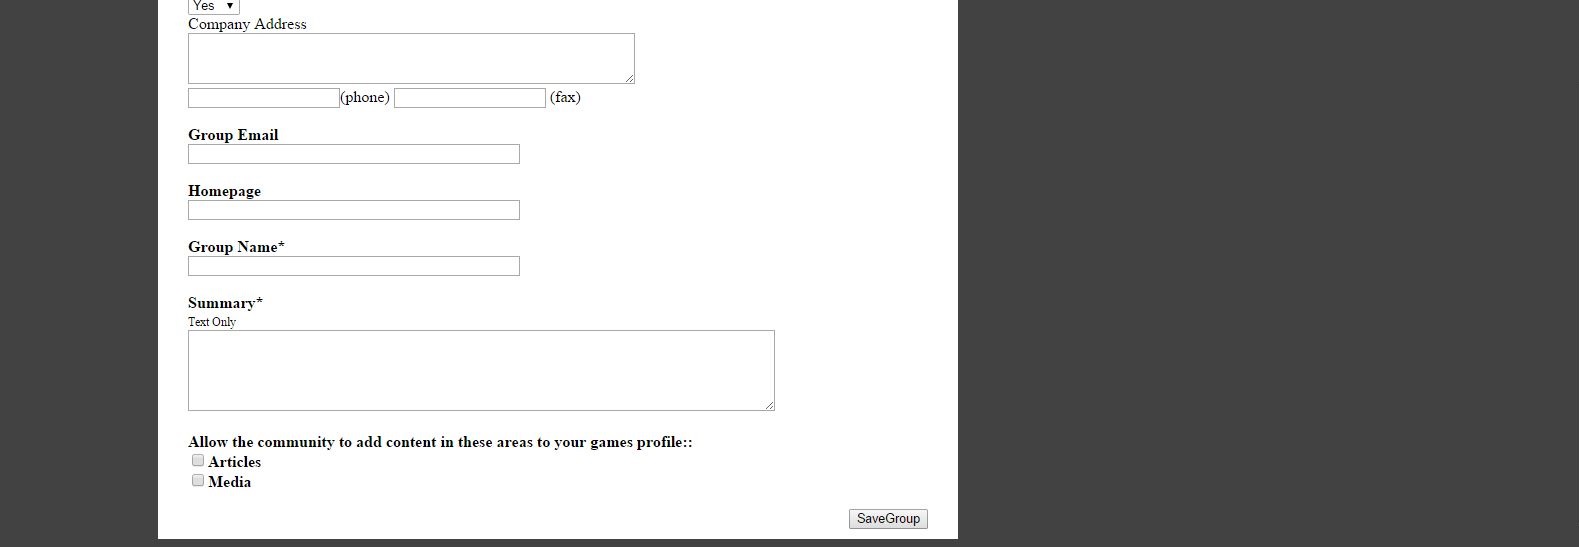 Yes
Company Address
(phone) (fax)
Group Email
Homepage
Group Name*
Summary*
Text Only
Allow the community to add content in these areas to your games profile::
Articles
Media
SaveGroup